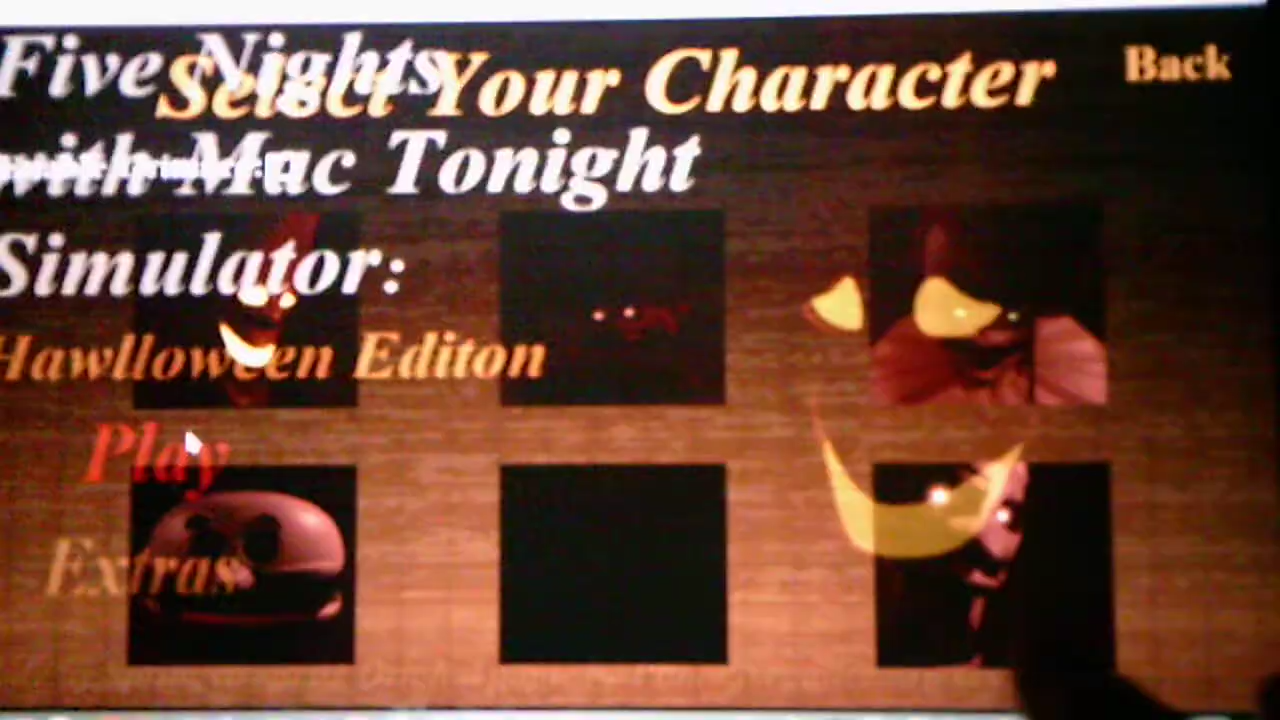 Five Nights
Select Your Character
Back
with Mac Tonight
Simulator:
Hawlloween Editon
Play
Extras